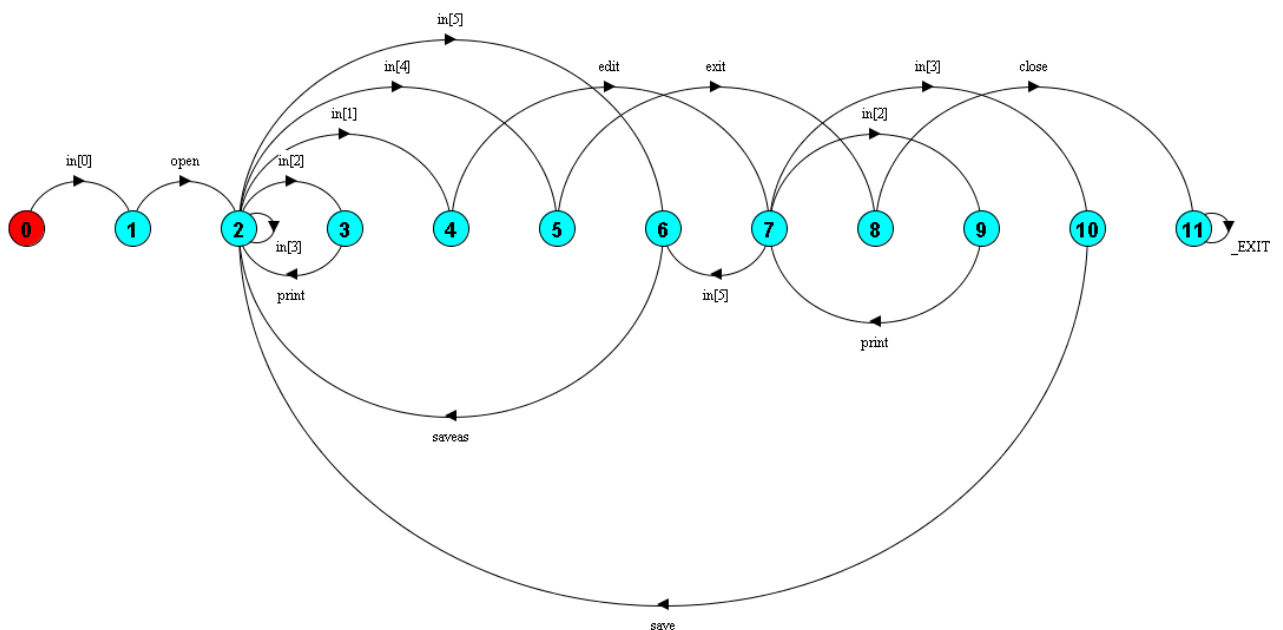 in[5]
in[4]
edit
exit
in[3]
close
in[1]
in[2]
in[0]
open
in[2]
0
1
2
3
4
5
6
7
8
9
10
11
in[3]
_EXIT
print
in[5]
print
saveas
save